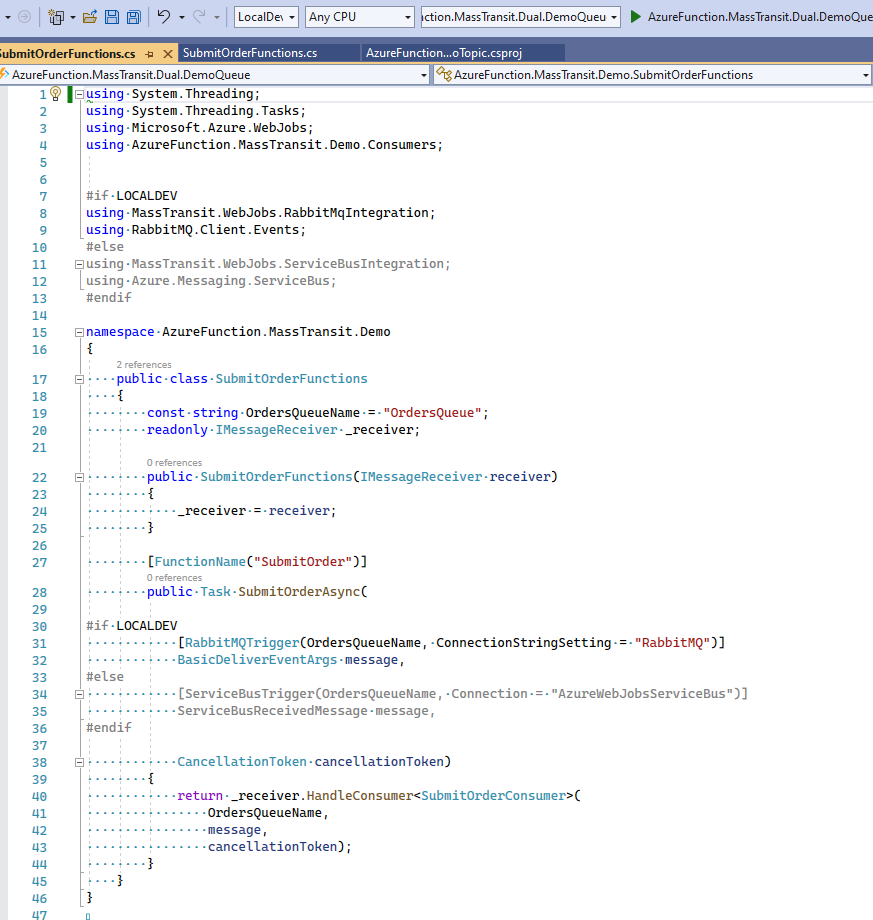 LocalDev Any CPU ction.MassTransit.Dual.DemoQueu AzureFunction.MassTransit.Dual.DemoQue
SubmitOrderFunctions.cs SubmitOrderFunctions.cs AzureFunction...oTopic.csproj
AzureFunction.MassTransit.Dual.DemoQueue AzureFunction.MassTransit.Demo.SubmitOrderFunctions
1 using System.Threading;
2 using System.Threading.Tasks;
3 using Microsoft.Azure.WebJobs;
4 using AzureFunction.MassTransit.Demo.Consumers;
5
6
7 #if LOCALDEV
8 using MassTransit.WebJobs.RabbitMqIntegration;
9 using RabbitMQ.Client.Events;
10 #else
11 using MassTransit.WebJobs.ServiceBusIntegration;
12 using Azure.Messaging.ServiceBus;
13 #endif
14
15 namespace AzureFunction.MassTransit.Demo
16 {
2 references
17 public class SubmitOrderFunctions
18 {
19 const string OrdersQueueName = "OrdersQueue";
20 readonly IMessageReceiver _receiver;
21
0 references
22 public SubmitOrderFunctions(IMessageReceiver receiver)
23 {
24 _receiver = receiver;
25 }
26
27 [FunctionName("SubmitOrder")]
0 references
28 public Task SubmitOrderAsync(
29
30 #if LOCALDEV
31 [RabbitMQTrigger(OrdersQueueName, ConnectionStringSetting = "RabbitMQ")]
32 BasicDeliverEventArgs message,
33 #else
34 [ServiceBusTrigger(OrdersQueueName, Connection = "AzureWebJobsServiceBus")]
35 ServiceBusReceivedMessage message,
36 #endif
37
38 CancellationToken cancellationToken)
39 {
40 return _receiver.HandleConsumer<SubmitOrderConsumer>(
41 OrdersQueueName,
42 message,
43 cancellationToken);
44 }
45 }
46 }
47